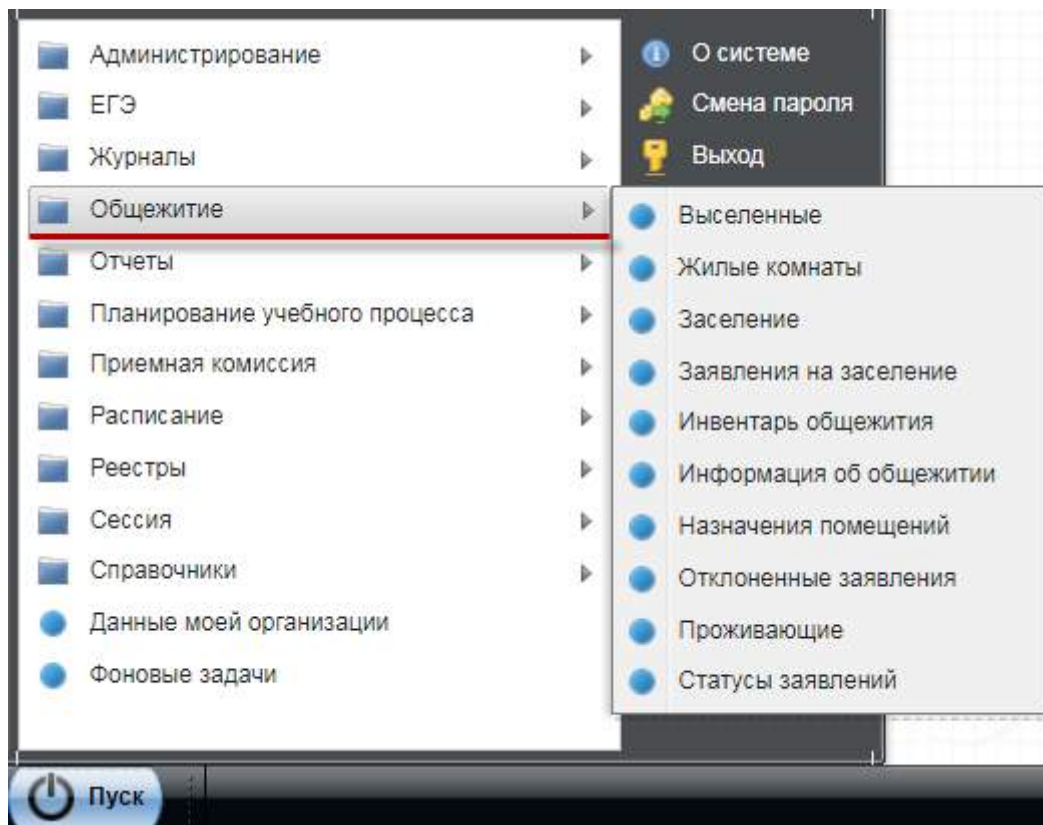 Администрирование
ЕГЭ
Журналы
Общежитие
Отчеты
Планирование учебного процесса
Приемная комиссия
Расписание
Реестры
Сессия
Справочники
Данные моей организации
Фоновые задачи
О системе
Смена пароля
Выход
Выселенные
Жилые комнаты
Заселение
Заявления на заселение
Инвентарь общежития
Информация об общежитии
Назначения помещений
Отклоненные заявления
Проживающие
Статусы заявлений
Пуск